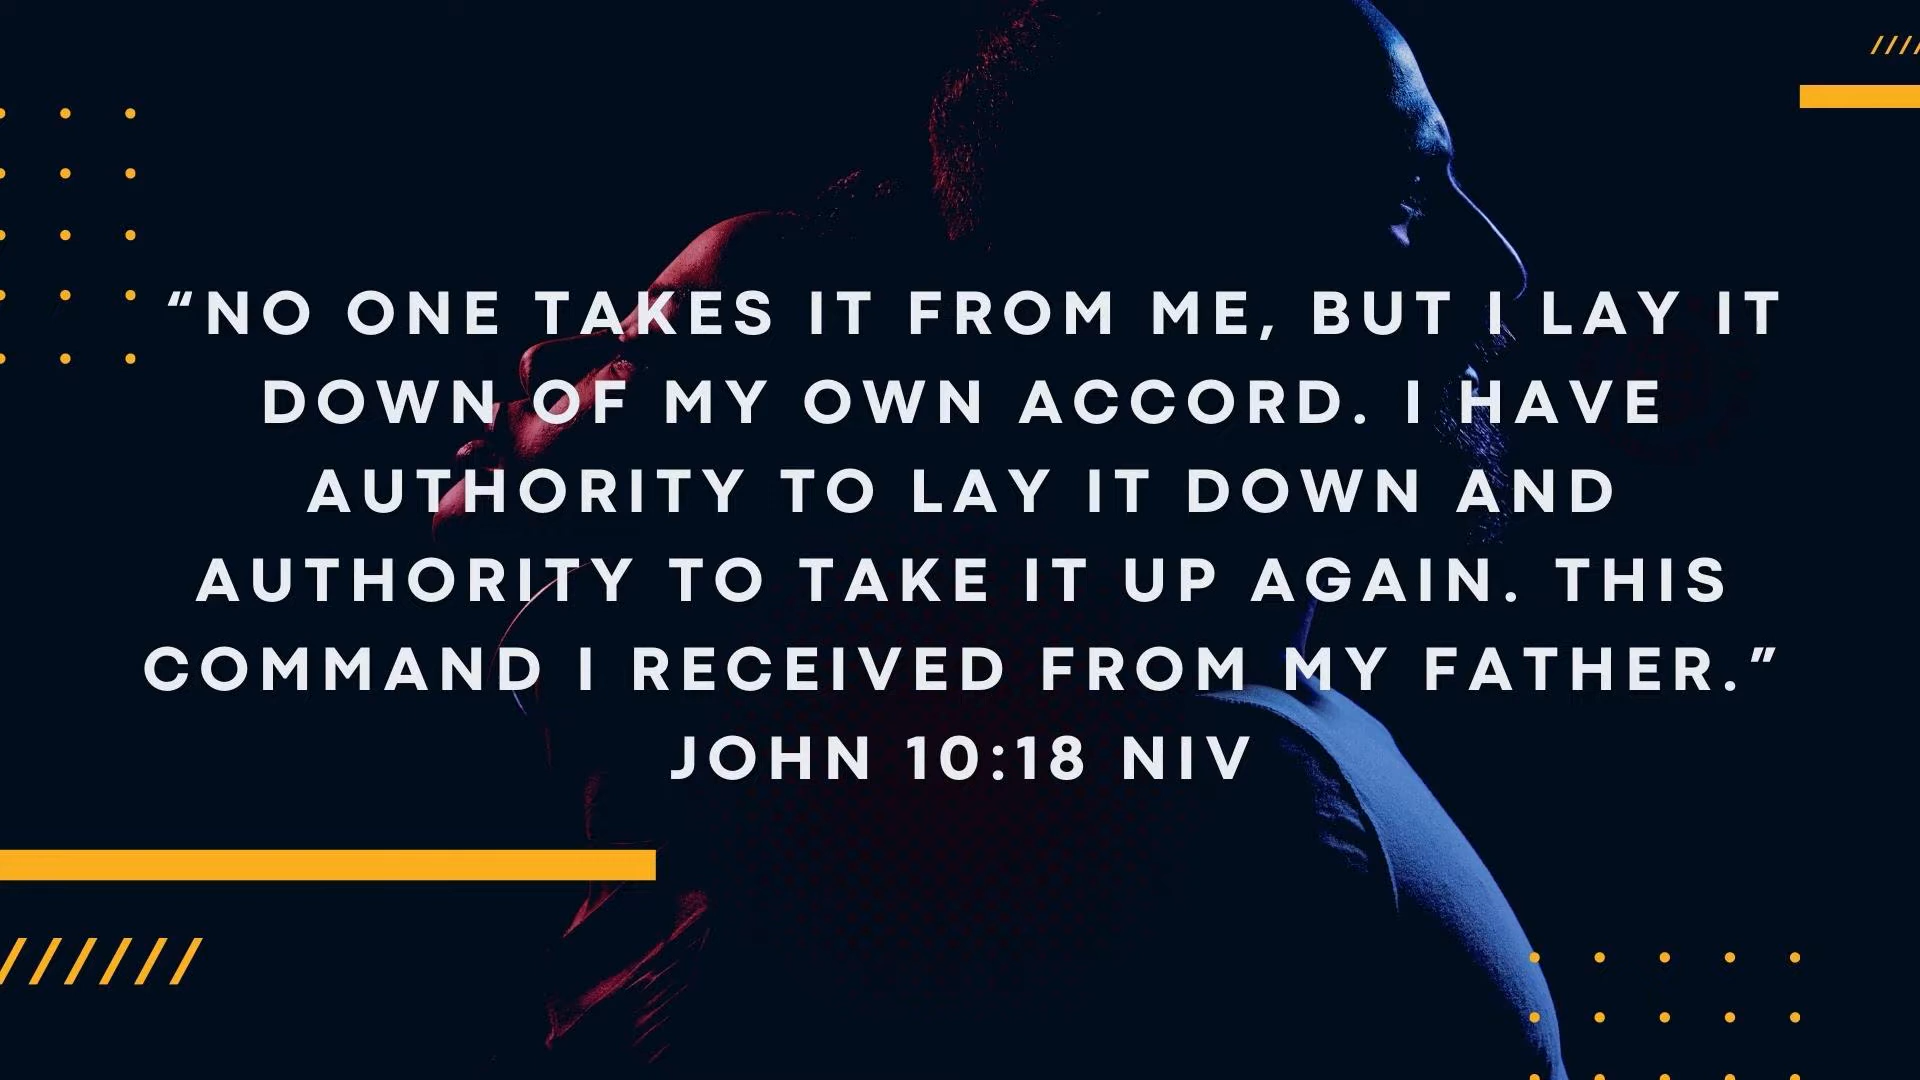 “NO ONE TAKES IT FROM ME, BUT I LAY IT
DOWN OF MY OWN ACCORD. I HAVE
AUTHORITY TO LAY IT DOWN AND
AUTHORITY TO TAKE IT UP AGAIN. THIS
COMMAND I RECEIVED FROM MY FATHER.”
JOHN 10:18 NIV